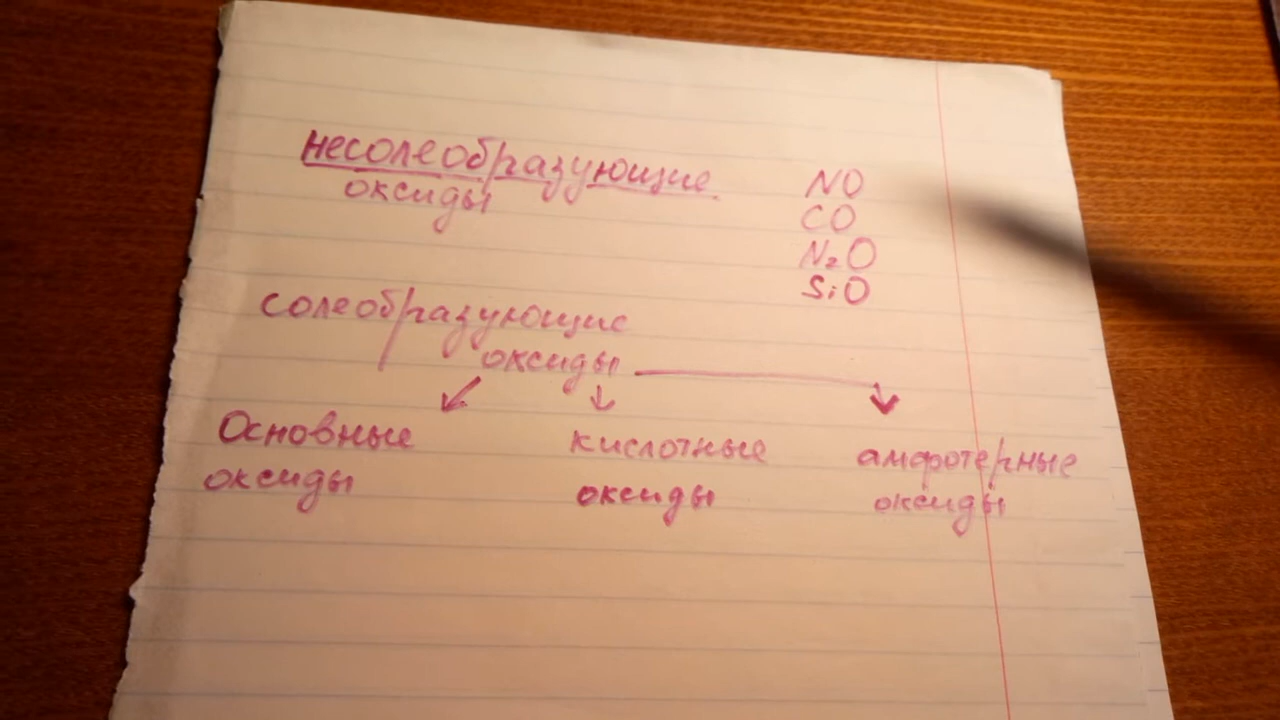 несолеобразующие
оксиды
NO
CO
N₂O
SiO
солеобразующие
оксиды
Основные
оксиды
кислотные
оксиды
амфотерные
оксиды